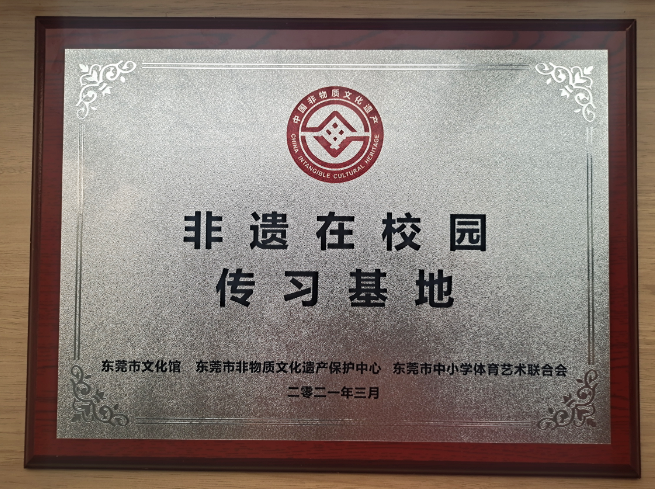 中国非物质文化遗产
CHINA INTANGIBLE CULTURAL HERITAGE
非遗在校园
传习基地
东莞市文化馆 东莞市非物质文化遗产保护中心 东莞市中小学体育艺术联合会
二零二一年三月